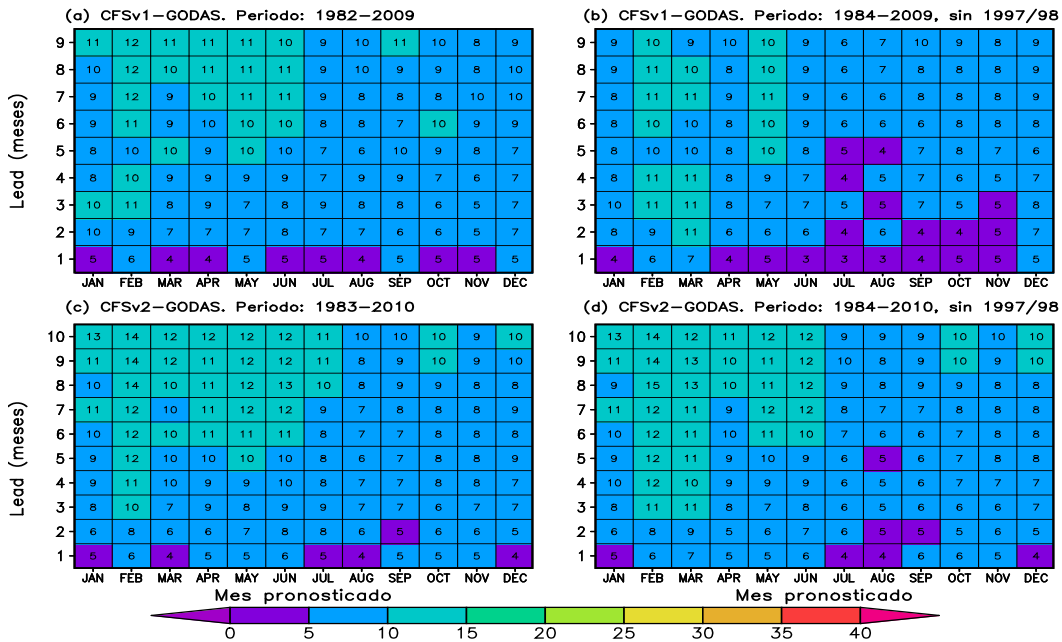 (a) CFSv1-GODAS. Periodo: 1982-2009
9 11 12 11 11 11 10 9 10 11 10 8 9
8 10 12 10 11 11 11 9 10 9 9 8 10
7 9 12 9 10 11 11 9 8 8 8 10 10
6 9 11 9 10 10 10 8 8 7 10 9 9
5 8 10 10 9 10 10 7 6 10 9 8 7
4 8 10 9 9 9 9 7 9 9 7 6 7
3 10 11 8 9 7 8 9 8 8 6 5 7
2 10 9 7 7 7 8 7 7 6 6 5 7
1 5 6 4 4 5 5 5 4 5 5 5 5
JAN FEB MAR APR MAY JUN JUL AUG SEP OCT NOV DEC
Lead (meses)
(b) CFSv1-GODAS. Periodo: 1984-2009, sin 1997/98
9 9 10 9 9 10 9 6 7 10 9 8 9
8 8 11 10 8 10 8 6 7 8 8 8 9
7 8 11 11 9 11 9 6 6 8 8 8 8
6 8 10 10 8 10 9 6 6 6 8 8 8
5 8 10 10 8 10 8 5 4 7 8 7 6
4 8 11 11 8 9 7 4 6 7 6 5 7
3 10 11 11 8 7 7 5 5 7 6 5 8
2 8 9 11 6 6 6 4 6 4 4 5 7
1 4 6 7 4 5 3 3 3 4 5 5 5
JAN FEB MAR APR MAY JUN JUL AUG SEP OCT NOV DEC
(c) CFSv2-GODAS. Periodo: 1983-2010
10 13 14 12 12 12 12 11 10 10 10 9 10
9 11 14 12 11 12 12 11 8 9 10 9 10
8 10 14 10 11 12 13 10 8 9 9 8 8
7 11 12 10 11 12 12 9 7 8 8 8 9
6 10 12 10 11 11 11 8 7 7 8 8 8
5 9 12 10 10 10 10 8 6 7 8 8 9
4 9 11 10 9 9 10 8 7 6 8 7 7
3 8 10 7 9 8 9 9 7 6 7 6 7
2 6 8 6 6 7 8 8 6 5 6 6 5
1 5 6 4 5 5 6 5 4 5 5 5 4
JAN FEB MAR APR MAY JUN JUL AUG SEP OCT NOV DEC
Mes pronosticado
Lead (meses)
(d) CFSv2-GODAS. Periodo: 1984-2010, sin 1997/98
13 14 12 11 12 12 9 9 9 10 10 10
11 14 13 10 11 12 10 8 9 10 9 10
9 15 13 10 11 12 9 8 9 9 8 8
11 12 11 9 12 12 8 7 7 8 8 8
10 12 11 9 11 10 7 6 6 7 8 8
9 12 11 9 10 9 6 5 6 7 8 8
10 12 10 9 9 9 6 5 6 7 7 7
8 11 11 8 7 8 6 5 6 6 6 7
6 8 9 5 6 7 6 5 5 5 6 5
5 6 7 5 5 6 4 4 6 6 5 4
JAN FEB MAR APR MAY JUN JUL AUG SEP OCT NOV DEC
Mes pronosticado
0 5 10 15 20 25 30 35 40